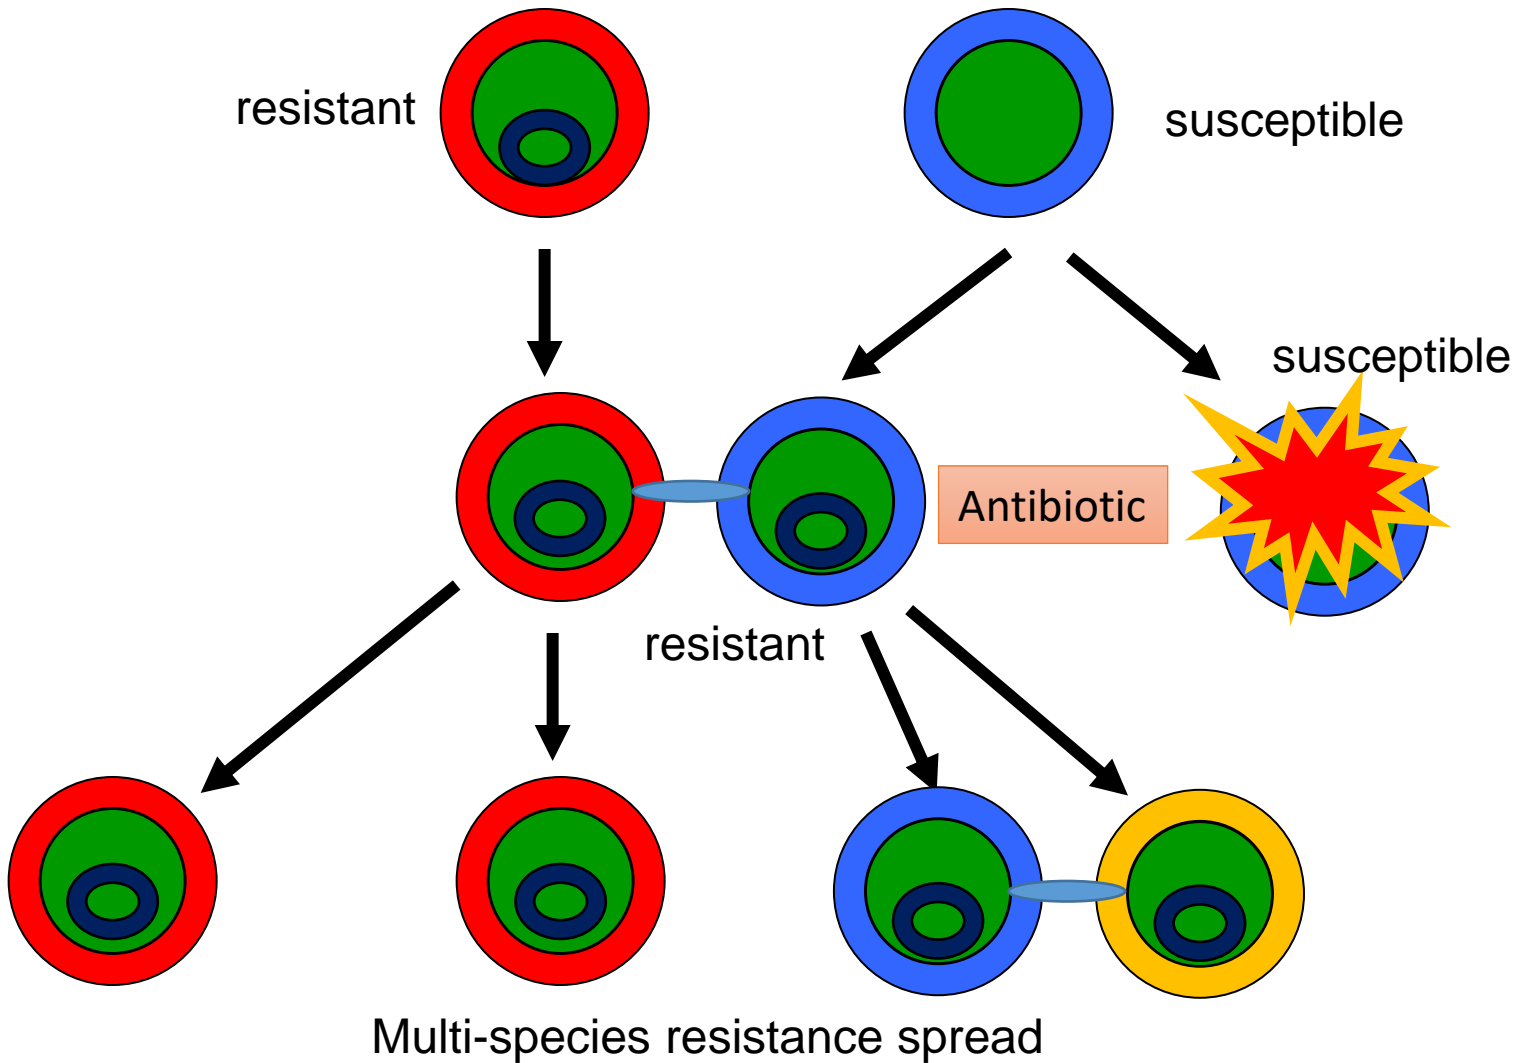 resistant
susceptible
susceptible
Antibiotic
resistant
Multi-species resistance spread